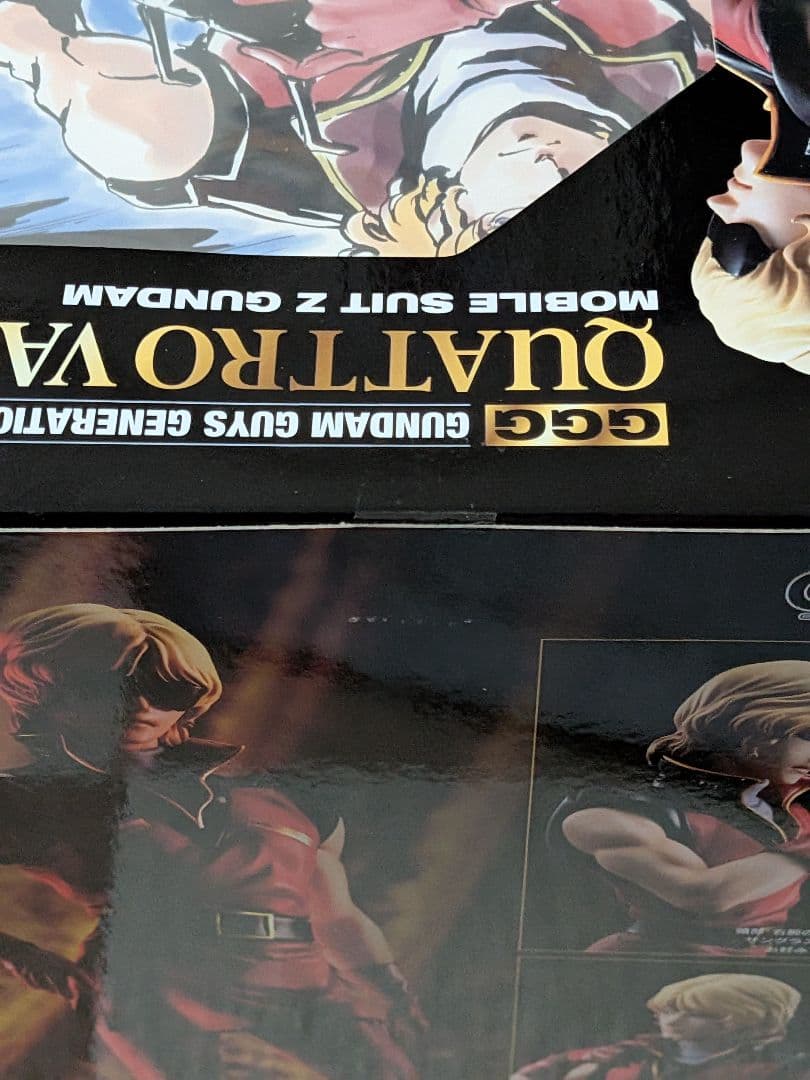 GGG GUNDAM GUYS GENERATIO
QUATTRO VA
MOBILE SUIT Z GUNDAM